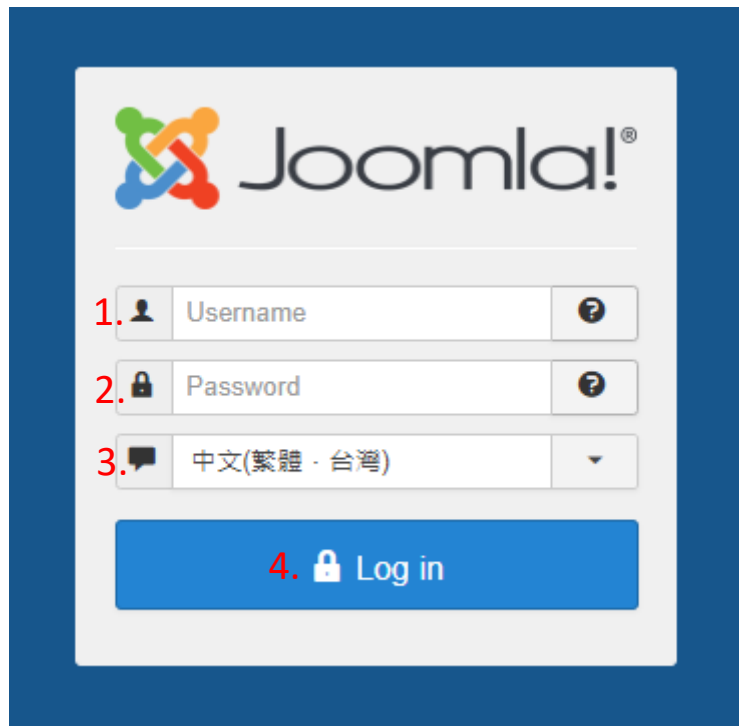 Joomla!®
1. Username
2. Password
3. 中文(繁體 · 台灣)
4. Log in